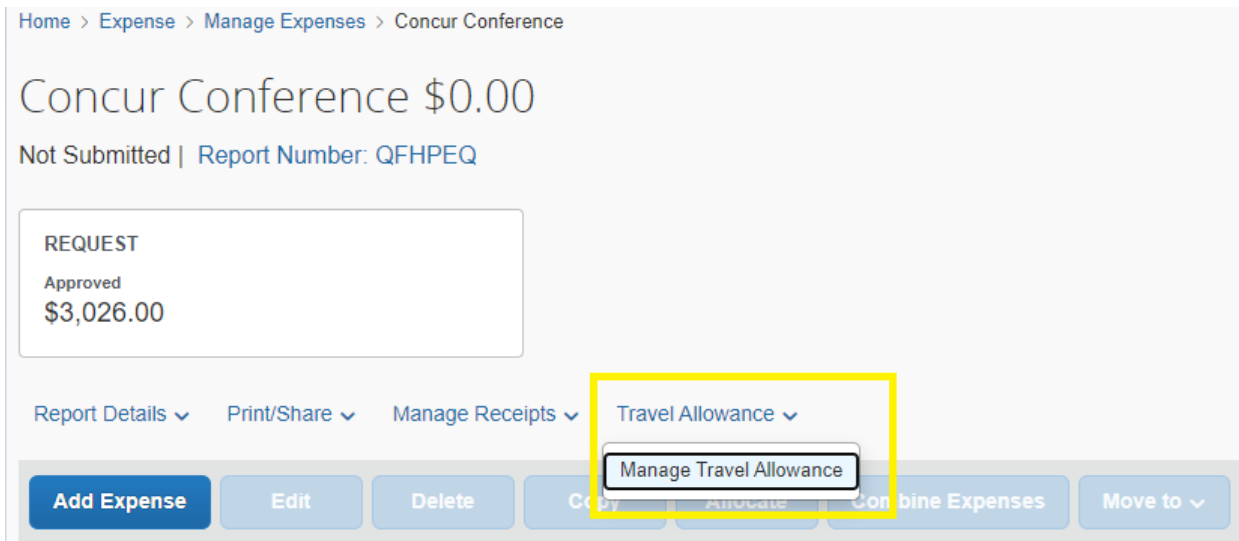 Home > Expense > Manage Expenses > Concur Conference
Concur Conference $0.00
Not Submitted | Report Number: QFHPEQ
REQUEST
Approved
$3,026.00
Report Details Print/Share Manage Receipts Travel Allowance
Manage Travel Allowance
Add Expense Edit Delete Copy Allocate Combine Expenses Move to